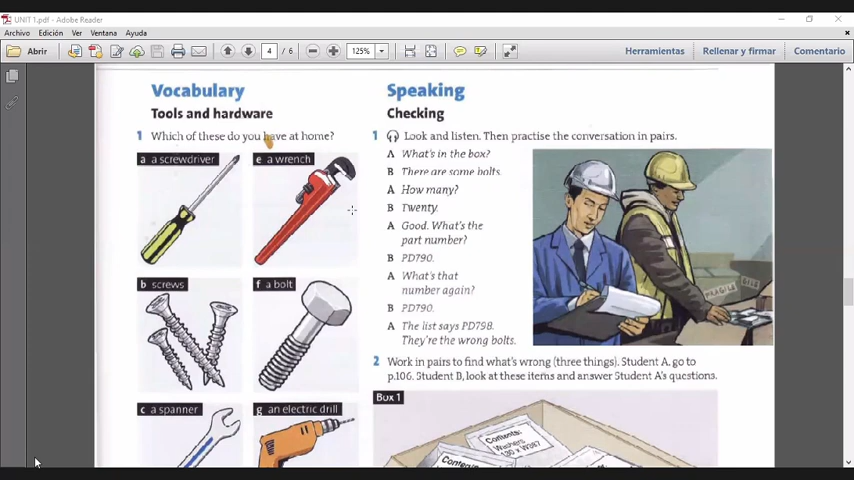 UNIT 1.pdf - Adobe Reader
Archivo Edición Ver Ventana Ayuda
Abrir
4 / 6
125%
Herramientas
Rellenar y firmar
Comentario
Vocabulary
Tools and hardware
1 Which of these do you have at home?
a a screwdriver
e a wrench
b screws
f a bolt
c a spanner
g an electric drill
Speaking
Checking
1 Look and listen. Then practise the conversation in pairs.
A What's in the box?
B There are some bolts.
A How many?
B Twenty.
A Good. What's the
part number?
B PD790.
A What's that
number again?
B PD790.
A The list says PD798.
They're the wrong bolts.
FRAGILE
2 Work in pairs to find what's wrong (three things). Student A, go to
p.106. Student B, look at these items and answer Student A's questions.
Box 1
Contents:
Washers
Contents: